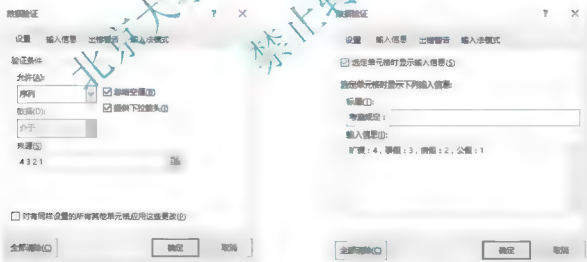 数据验证 ? ×
设置 输入信息 出错警告 输入法模式
验证条件
允许(A):
序列 ☑ 忽略空值(B)
数据(D): ☑ 提供下拉箭头(I)
介于
来源(S)
4 3 2 1
☐ 对有同样设置的所有其他单元格应用这些更改(P)
全部清除(C) 确定 取消
数据验证 ? ×
设置 输入信息 出错警告 输入法模式
☑ 选定单元格时显示输入信息(S)
选定单元格时显示下列输入信息:
标题(T):
考勤规定:
输入信息(I):
旷课:4,事假:3,病假:2,公假:1
全部清除(C) 确定 取消
北京大
禁止